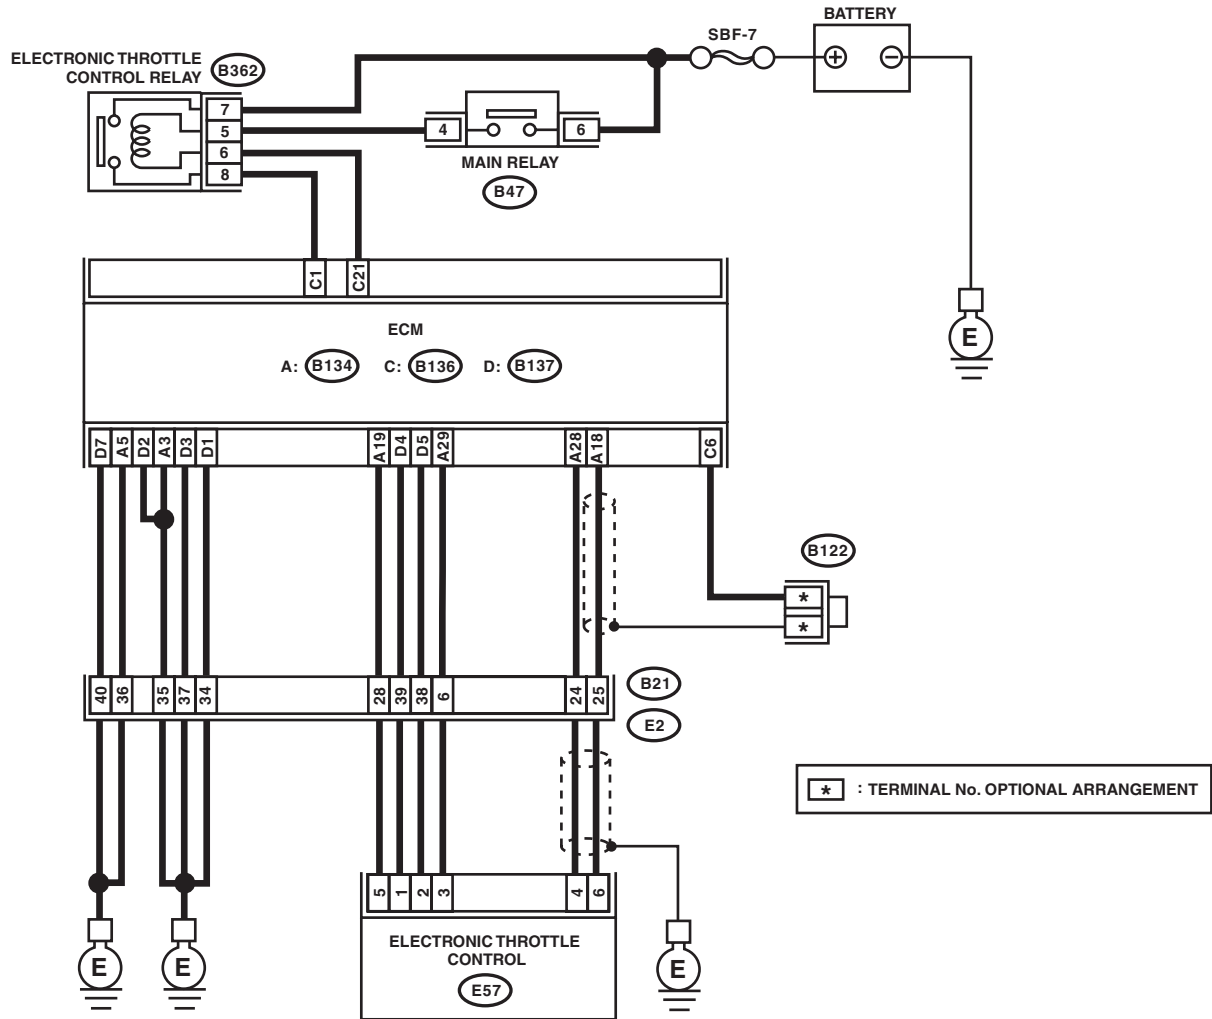 BATTERY
SBF-7
ELECTRONIC THROTTLE
CONTROL RELAY
B362
7
5
6
8
4
6
MAIN RELAY
B47
E
C1
C21
ECM
A: B134 C: B136 D: B137
D7
A5
D2
A3
D3
D1
A19
D4
D5
A29
A28
A18
C6
B122
*
*
40
36
35
37
34
28
39
38
6
24
25
B21
E2
* : TERMINAL No. OPTIONAL ARRANGEMENT
5
1
2
3
4
6
ELECTRONIC THROTTLE
CONTROL
E57
E
E
E